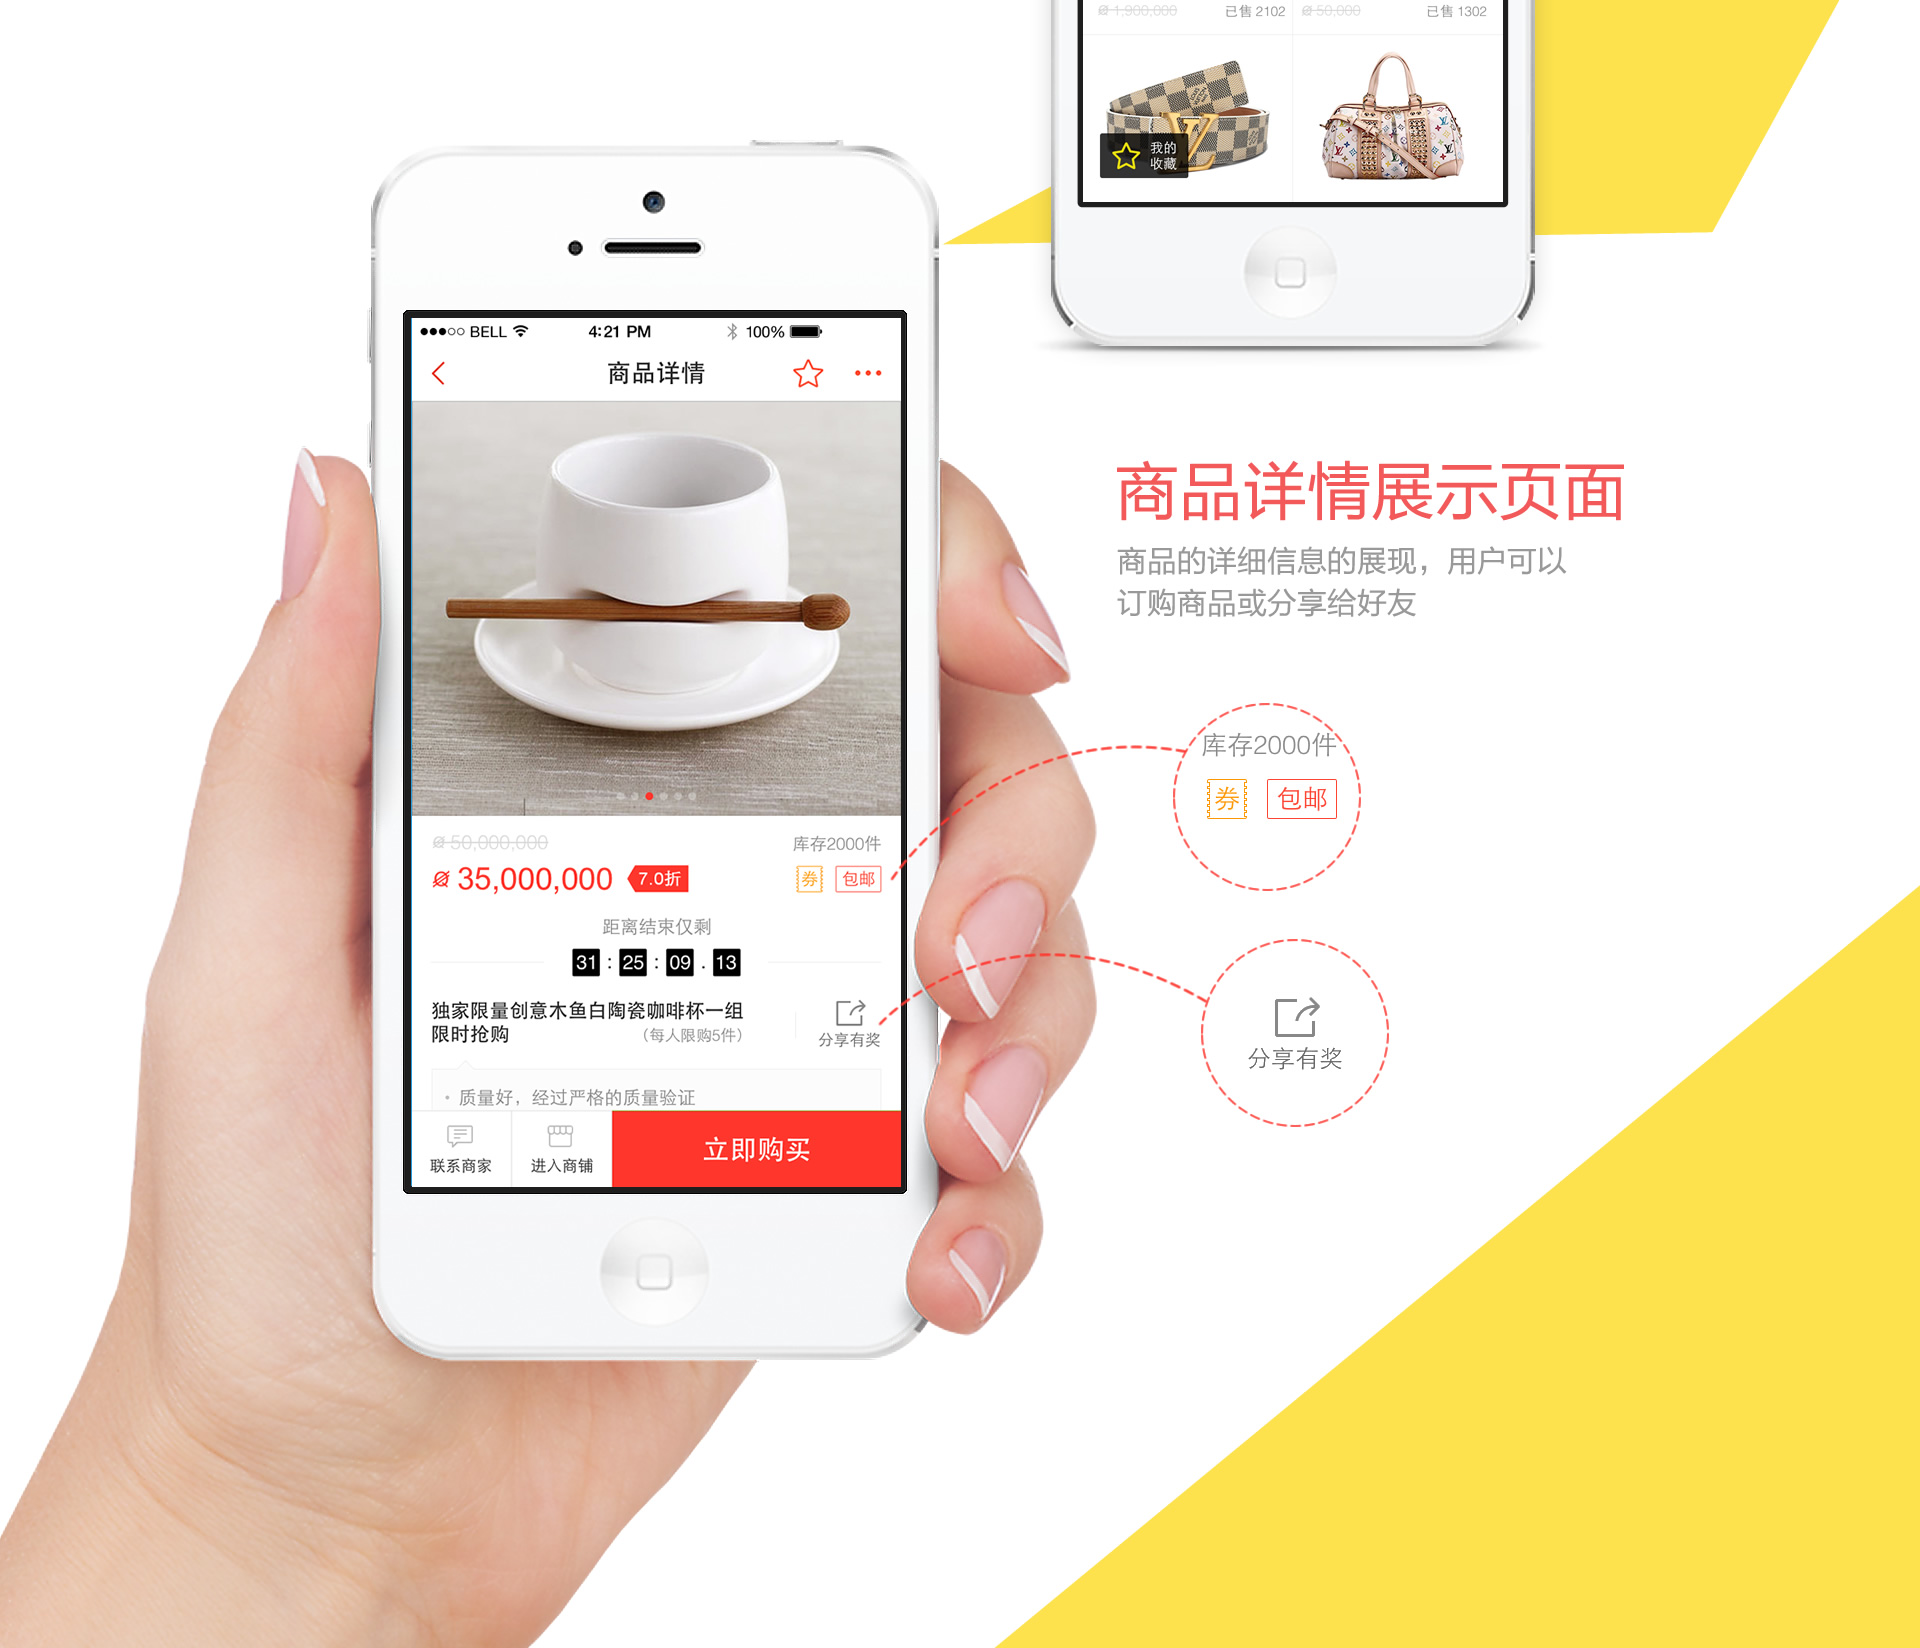 1,900,000 已售 2102 50,000 已售 1302
我的
收藏
BELL 4:21 PM 100%
商品详情
50,000,000 库存2000件
35,000,000 7.0折 券 包邮
距离结束仅剩
31 : 25 : 09 . 13
独家限量创意木鱼白陶瓷咖啡杯一组
限时抢购 (每人限购5件)
分享有奖
• 质量好，经过严格的质量验证
联系商家 进入商铺 立即购买
商品详情展示页面
商品的详细信息的展现，用户可以
订购商品或分享给好友
库存2000件
券 包邮
分享有奖